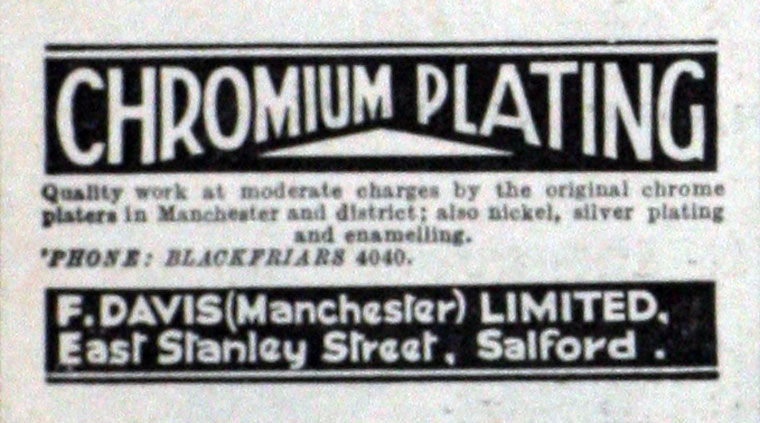 CHROMIUM PLATING
Quality work at moderate charges by the original chrome
platers in Manchester and district; also nickel, silver plating
and enamelling.
'PHONE: BLACKFRIARS 4040.
F. DAVIS (Manchester) LIMITED,
East Stanley Street, Salford.